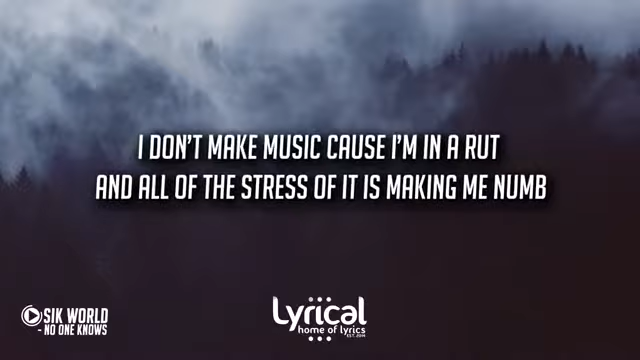 I DON'T MAKE MUSIC CAUSE I'M IN A RUT
AND ALL OF THE STRESS OF IT IS MAKING ME NUMB
SIK WORLD
- NO ONE KNOWS
Lyrical
home of lyrics
EST. 2014